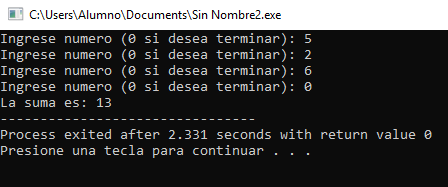 C:\Users\Alumno\Documents\Sin Nombre2.exe
Ingrese numero (0 si desea terminar): 5
Ingrese numero (0 si desea terminar): 2
Ingrese numero (0 si desea terminar): 6
Ingrese numero (0 si desea terminar): 0
La suma es: 13
--------------------------------
Process exited after 2.331 seconds with return value 0
Presione una tecla para continuar . . .